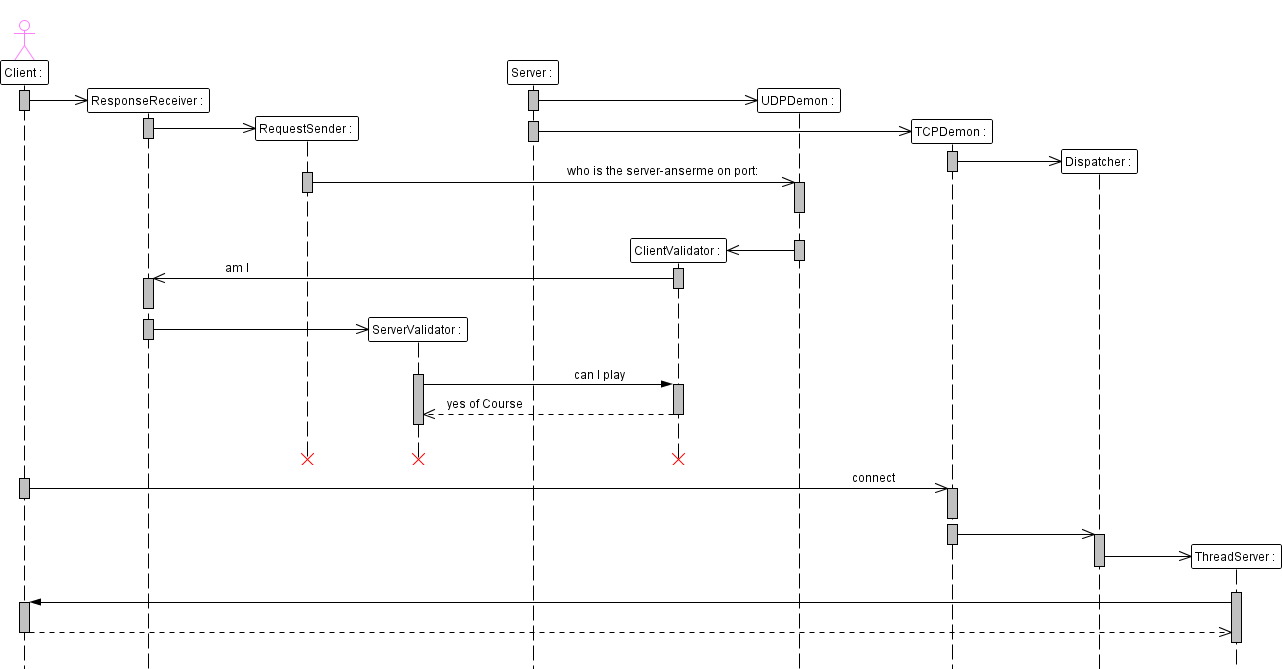 Client :
Server :
ResponseReceiver :
UDPDemon :
RequestSender :
TCPDemon :
Dispatcher :
who is the server-anserme on port:
ClientValidator :
am I
ServerValidator :
can I play
yes of Course
connect
ThreadServer :